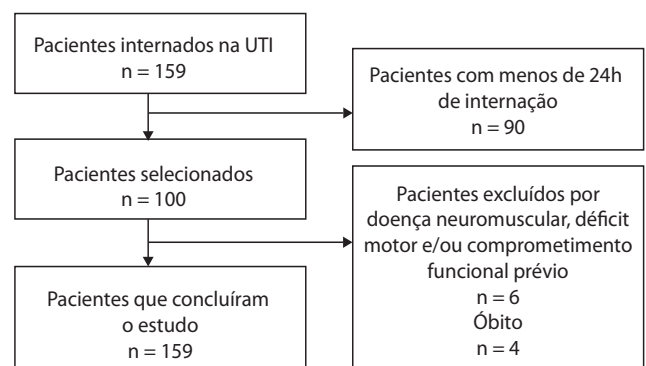 Pacientes internados na UTI
n = 159
Pacientes com menos de 24h
de internação
n = 90
Pacientes selecionados
n = 100
Pacientes excluídos por
doença neuromuscular, déficit
motor e/ou comprometimento
funcional prévio
n = 6
Óbito
n = 4
Pacientes que concluíram
o estudo
n = 159